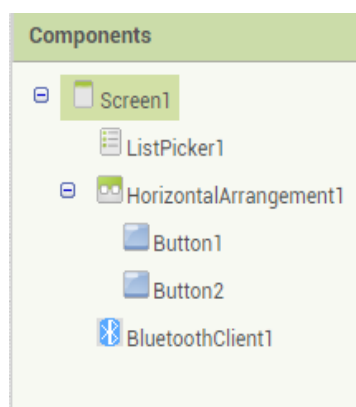 Components
Screen1
ListPicker1
HorizontalArrangement1
Button1
Button2
BluetoothClient1